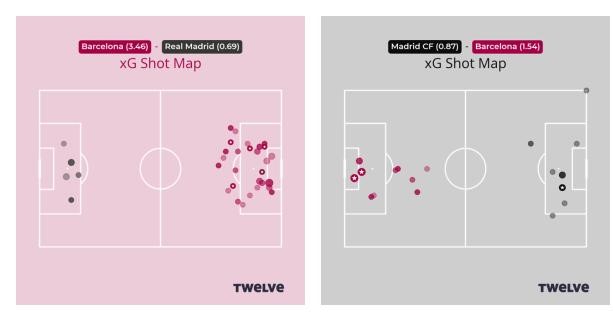 Barcelona (3.46) - Real Madrid (0.69)
xG Shot Map
TWELVE
Madrid CF (0.87) - Barcelona (1.54)
xG Shot Map
TWELVE